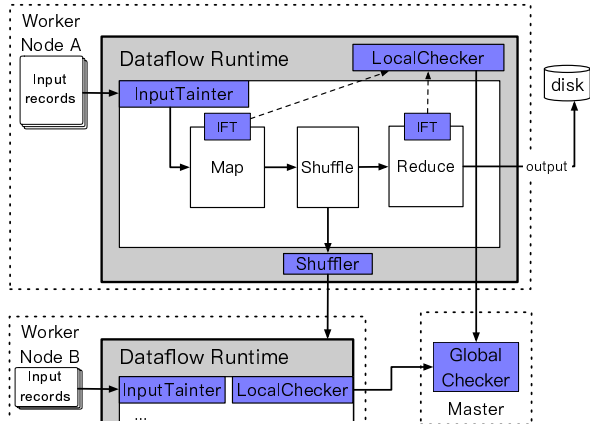 Worker
Node A
Input
records
Dataflow Runtime
LocalChecker
InputTainter
IFT
IFT
Map
Shuffle
Reduce
output
disk
Shuffler
Worker
Node B
Input
records
Dataflow Runtime
InputTainter
LocalChecker
...
Global
Checker
Master